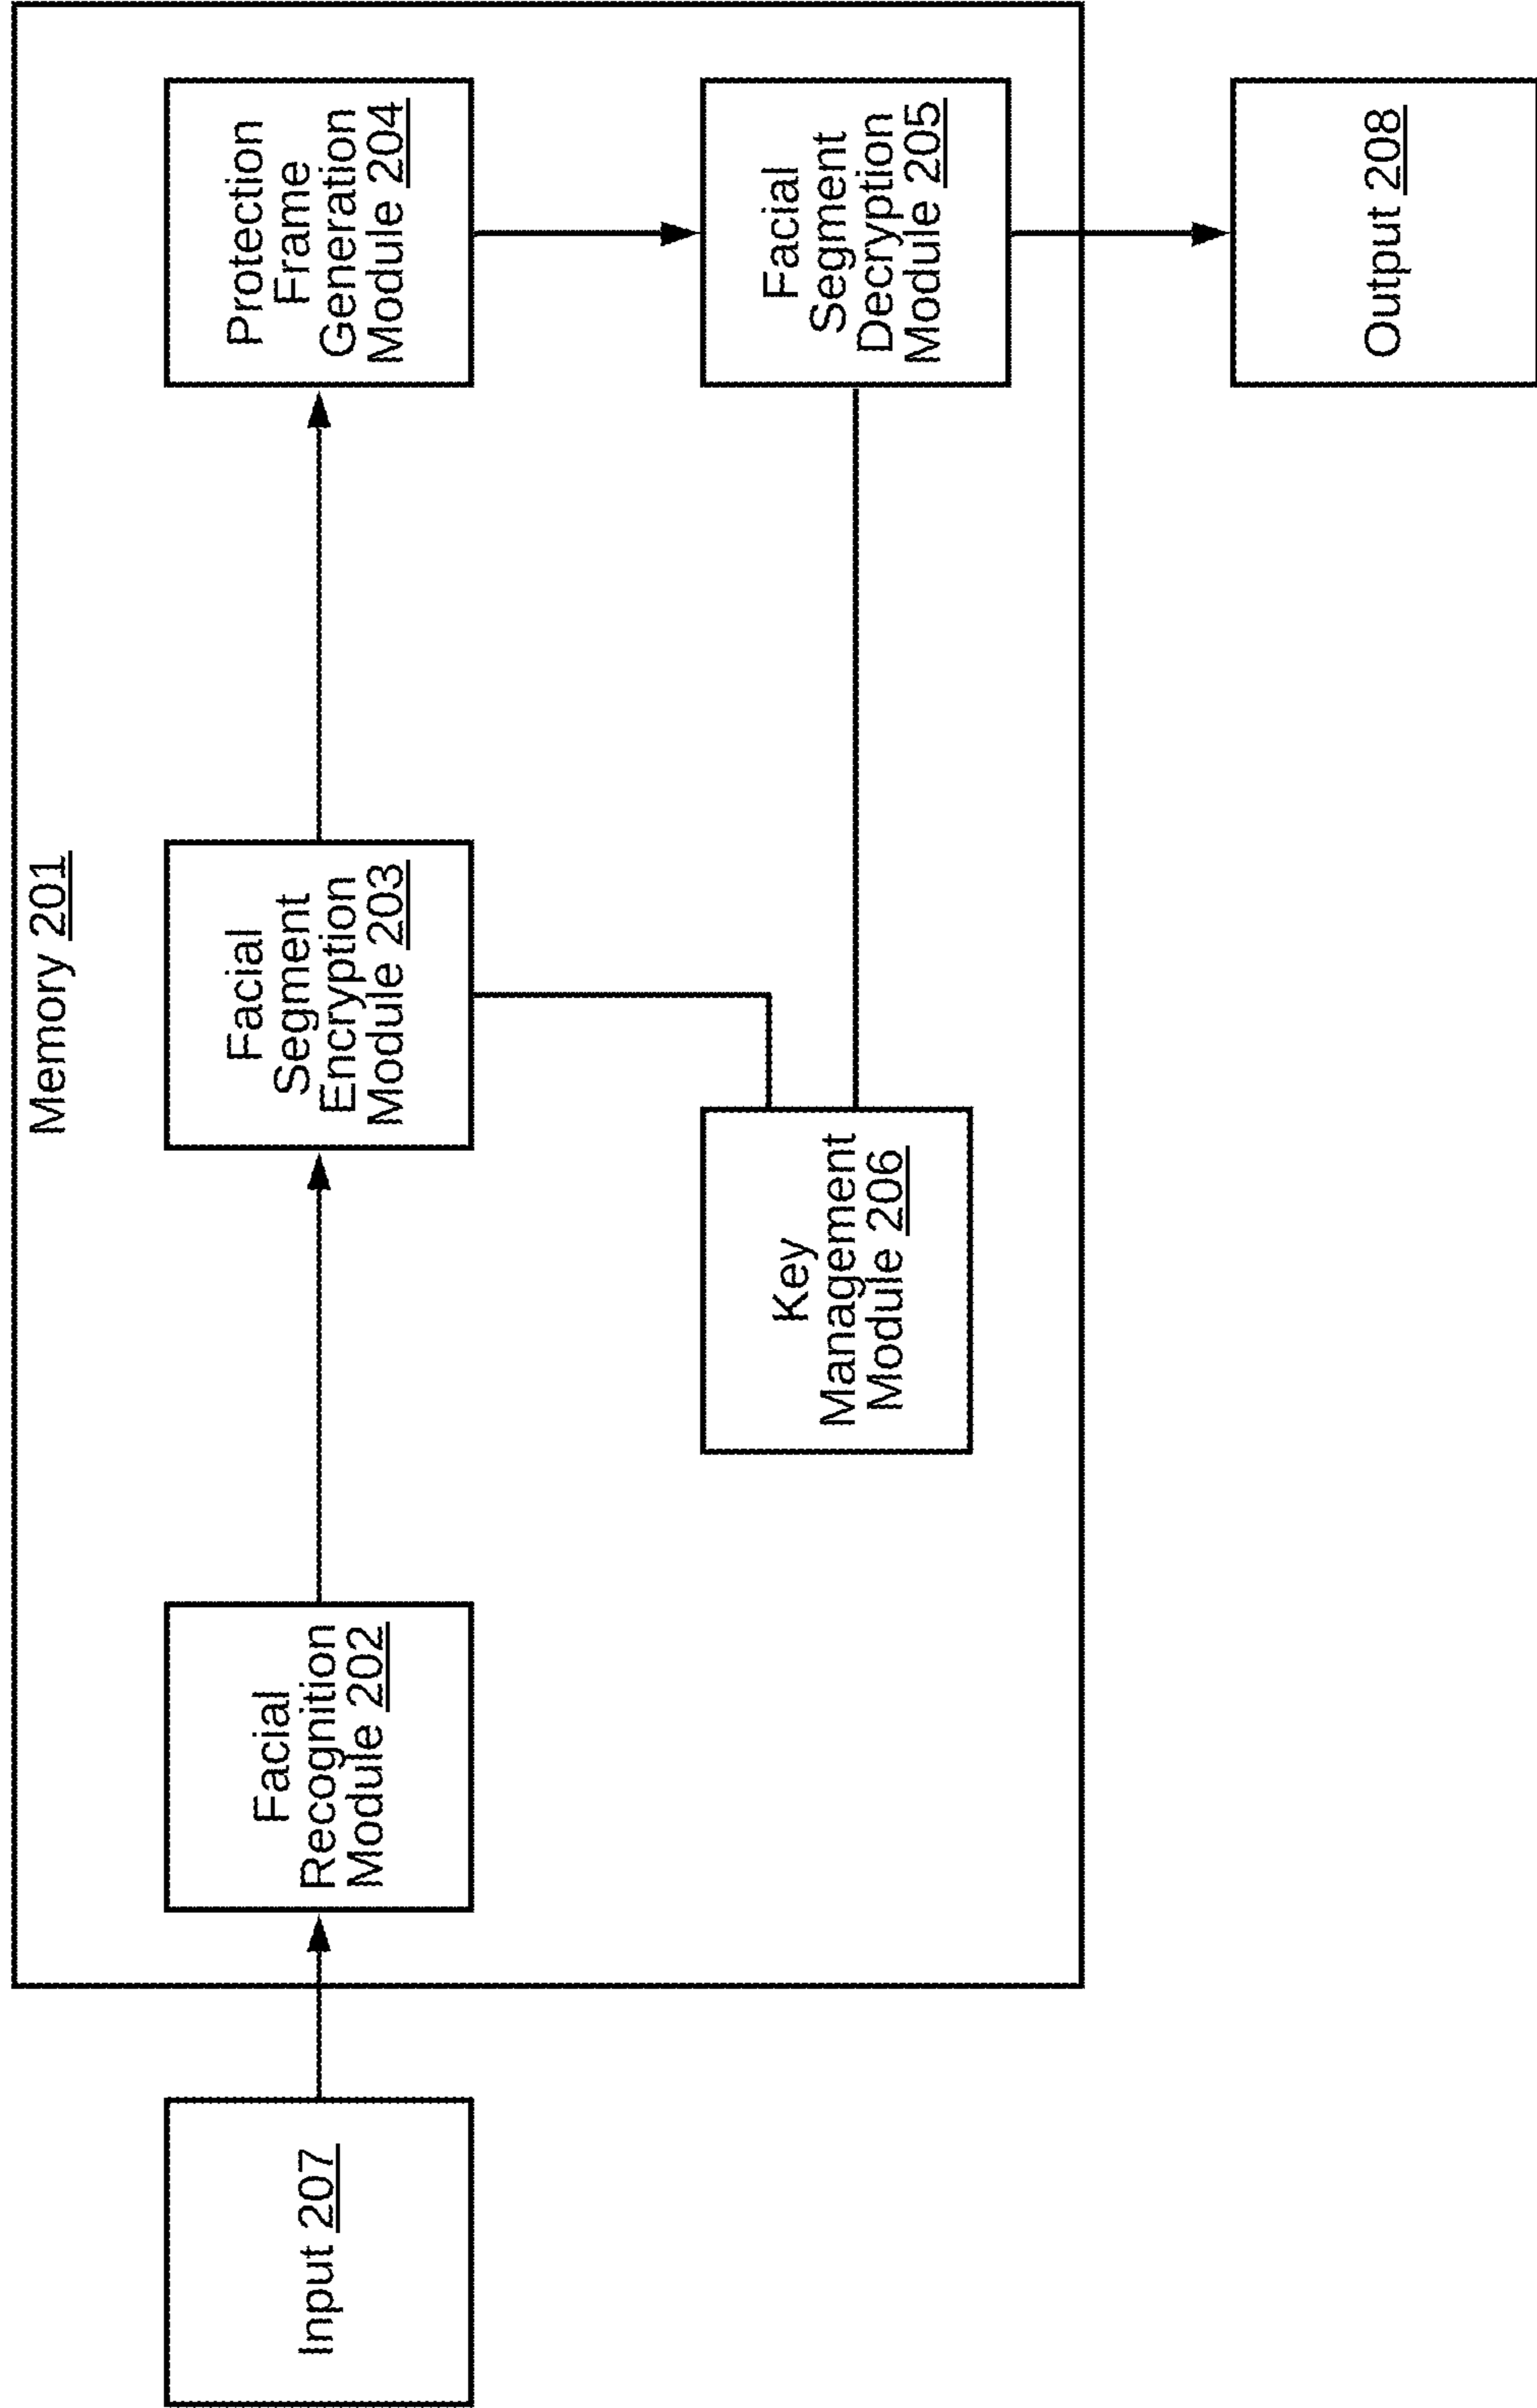 Memory 201
Input 207
Facial
Recognition
Module 202
Facial
Segment
Encryption
Module 203
Protection
Frame
Generation
Module 204
Key
Management
Module 206
Facial
Segment
Decryption
Module 205
Output 208